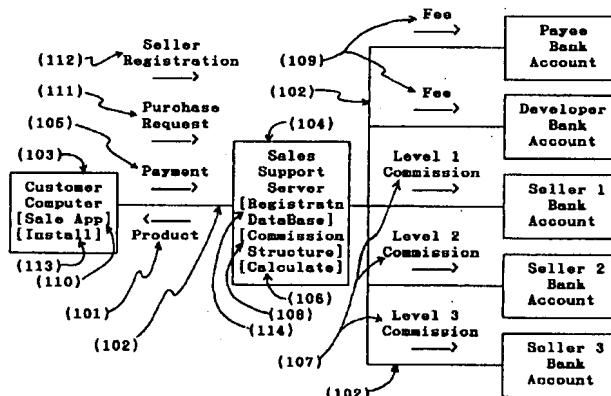 (112)
Seller
Registration
(111)
Purchase
Request
(105)
Payment
(103)
Customer
Computer
[Sale App]
[Install]
Product
(113)
(110)
(101)
(102)
(104)
Sales
Support
Server
[Registratn
DataBase]
[Commission
Structure]
[Calculate]
(106)
(108)
(114)
Fee
(109)
(102)
Fee
Level 1
Commission
Level 2
Commission
Level 3
Commission
(107)
(102)
Payee
Bank
Account
Developer
Bank
Account
Seller 1
Bank
Account
Seller 2
Bank
Account
Seller 3
Bank
Account